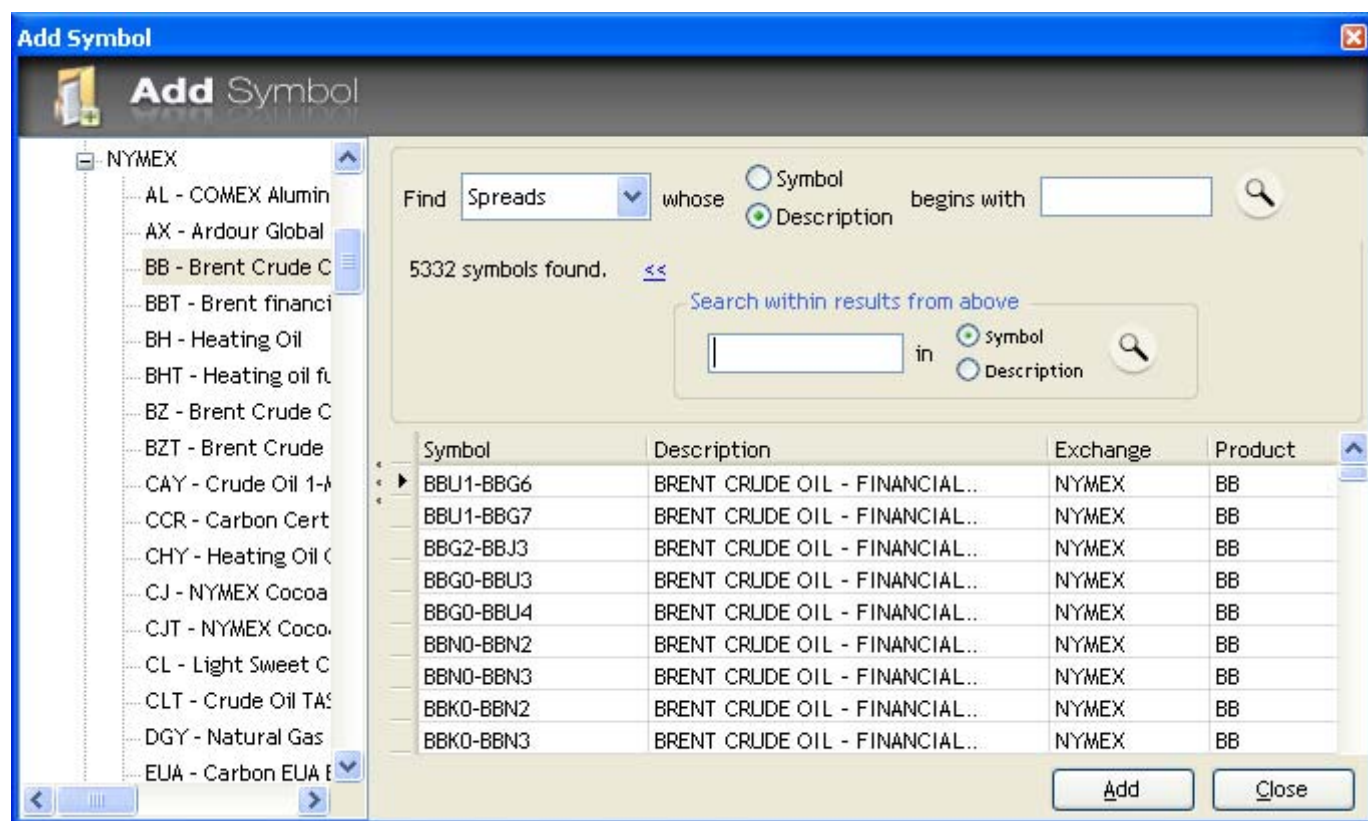 Add Symbol
Add Symbol
NYMEX
AL - COMEX Alumin
AX - Ardour Global
BB - Brent Crude C
BBT - Brent financi
BH - Heating Oil
BHT - Heating oil fu
BZ - Brent Crude C
BZT - Brent Crude
CAY - Crude Oil 1-M
CCR - Carbon Cert
CHY - Heating Oil C
CJ - NYMEX Cocoa
CJT - NYMEX Cocoa
CL - Light Sweet C
CLT - Crude Oil TAS
DGY - Natural Gas
EUA - Carbon EUA E
Find Spreads whose Symbol Description begins with
5332 symbols found. <<
Search within results from above
in Symbol Description
Symbol Description Exchange Product
BBU1-BBG6 BRENT CRUDE OIL - FINANCIAL.. NYMEX BB
BBU1-BBG7 BRENT CRUDE OIL - FINANCIAL.. NYMEX BB
BBG2-BBJ3 BRENT CRUDE OIL - FINANCIAL.. NYMEX BB
BBG0-BBU3 BRENT CRUDE OIL - FINANCIAL.. NYMEX BB
BBG0-BBU4 BRENT CRUDE OIL - FINANCIAL.. NYMEX BB
BBN0-BBN2 BRENT CRUDE OIL - FINANCIAL.. NYMEX BB
BBN0-BBN3 BRENT CRUDE OIL - FINANCIAL.. NYMEX BB
BBK0-BBN2 BRENT CRUDE OIL - FINANCIAL.. NYMEX BB
BBK0-BBN3 BRENT CRUDE OIL - FINANCIAL.. NYMEX BB
Add Close